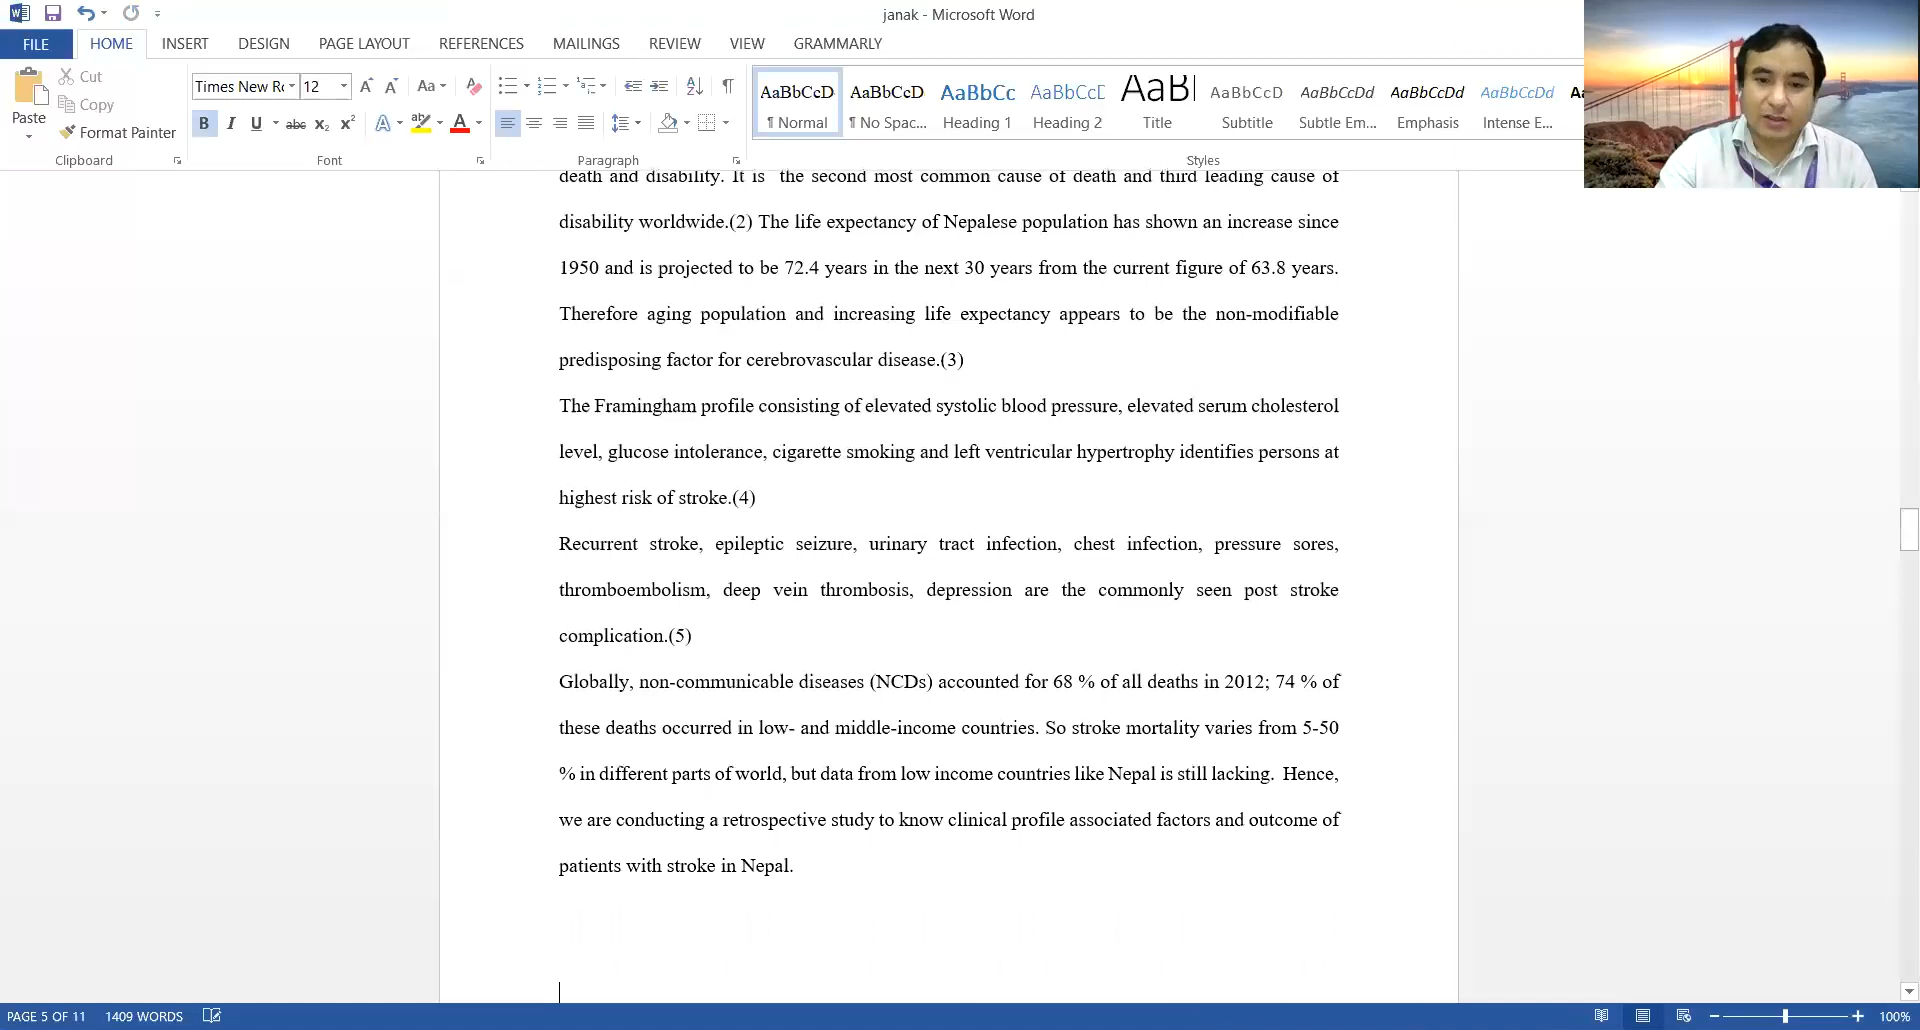 janak - Microsoft Word
FILE HOME INSERT DESIGN PAGE LAYOUT REFERENCES MAILINGS REVIEW VIEW GRAMMARLY
Paste
Cut
Copy
Format Painter
Clipboard
Times New Ro 12
Aa
B I U abc x₂ x² A ab A
Font
A Z ¶
Paragraph
AaBbCcD AaBbCcD AaBbCc AaBbCcD AaB AaBbCcD AaBbCcDd AaBbCcDd AaBbCcDd
¶ Normal ¶ No Spac... Heading 1 Heading 2 Title Subtitle Subtle Em... Emphasis Intense E...
Styles
death and disability. It is the second most common cause of death and third leading cause of
disability worldwide.(2) The life expectancy of Nepalese population has shown an increase since
1950 and is projected to be 72.4 years in the next 30 years from the current figure of 63.8 years.
Therefore aging population and increasing life expectancy appears to be the non-modifiable
predisposing factor for cerebrovascular disease.(3)
The Framingham profile consisting of elevated systolic blood pressure, elevated serum cholesterol
level, glucose intolerance, cigarette smoking and left ventricular hypertrophy identifies persons at
highest risk of stroke.(4)
Recurrent stroke, epileptic seizure, urinary tract infection, chest infection, pressure sores,
thromboembolism, deep vein thrombosis, depression are the commonly seen post stroke
complication.(5)
Globally, non-communicable diseases (NCDs) accounted for 68 % of all deaths in 2012; 74 % of
these deaths occurred in low- and middle-income countries. So stroke mortality varies from 5-50
% in different parts of world, but data from low income countries like Nepal is still lacking. Hence,
we are conducting a retrospective study to know clinical profile associated factors and outcome of
patients with stroke in Nepal.
PAGE 5 OF 11 1409 WORDS 100%